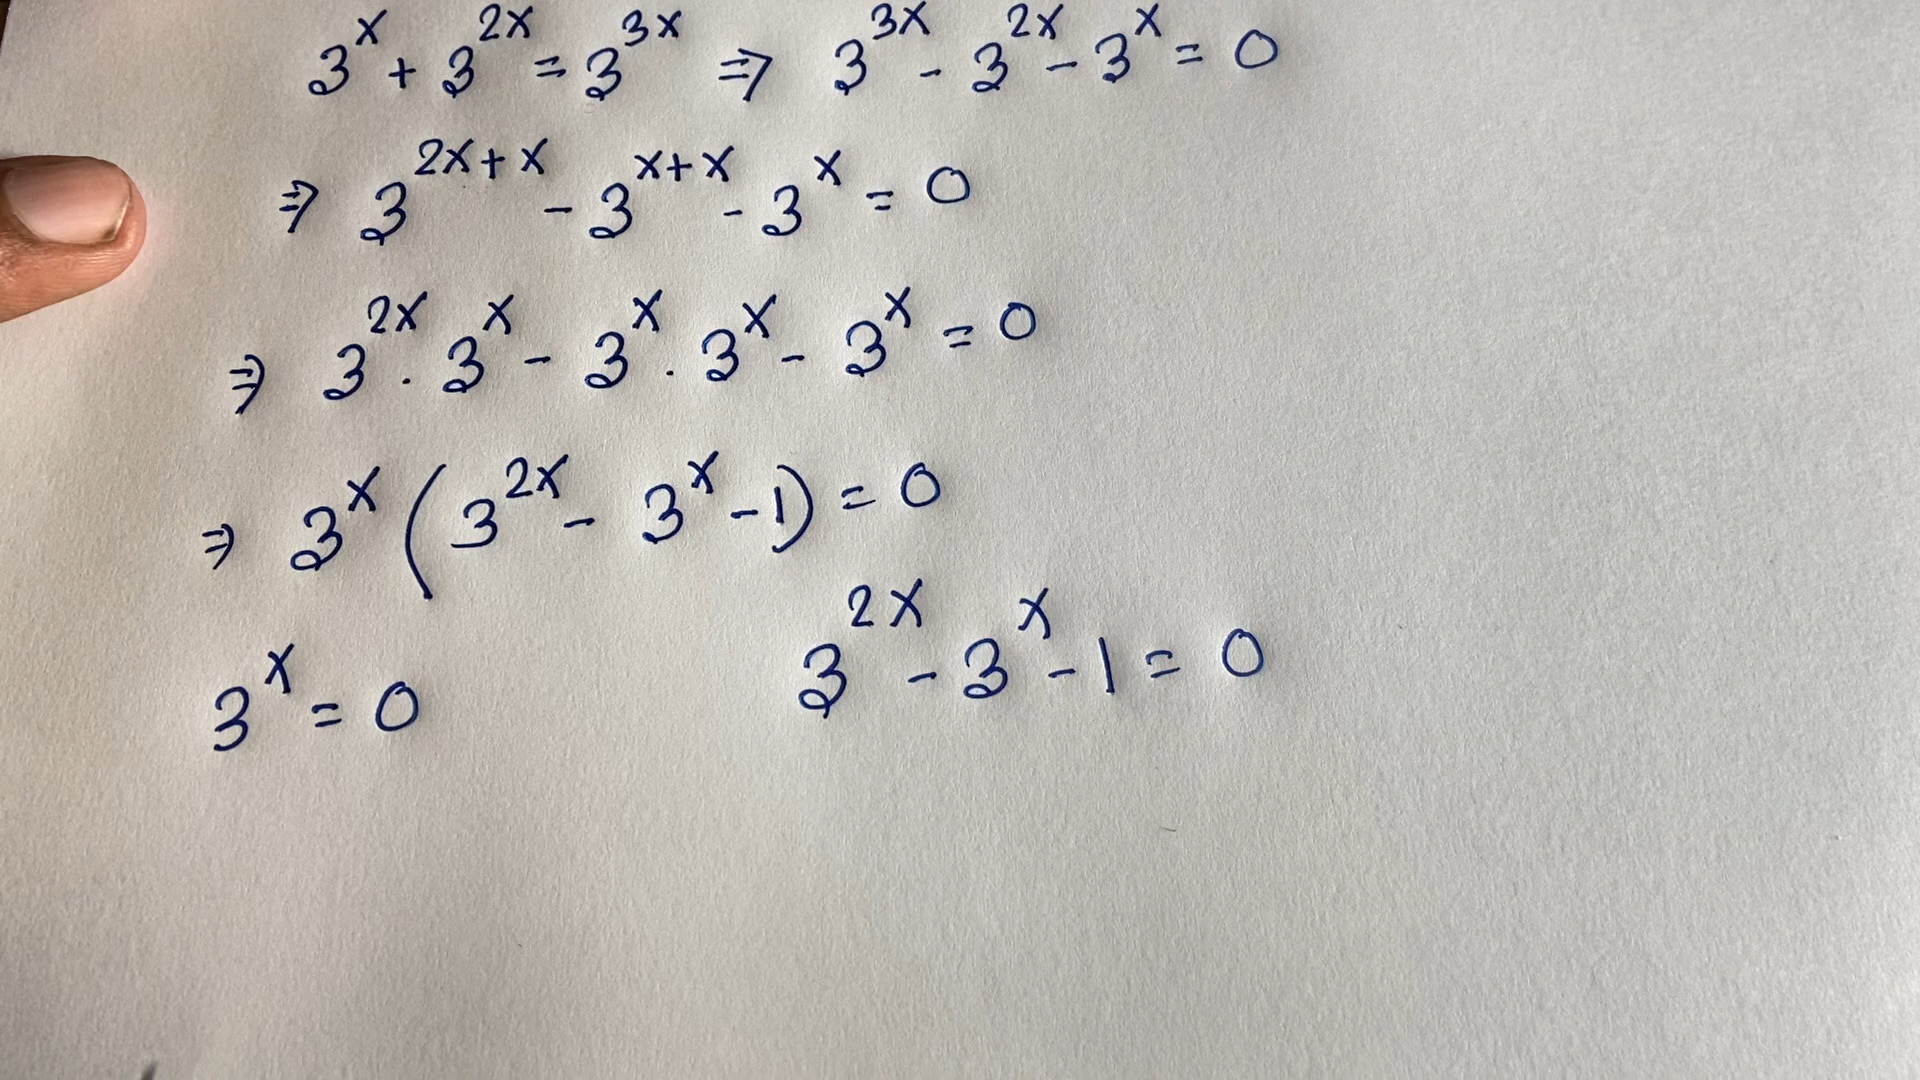 3^x + 3^{2x} = 3^{3x} ⇒ 3^{3x} - 3^{2x} - 3^x = 0
⇒ 3^{2x+x} - 3^{x+x} - 3^x = 0
⇒ 3^{2x} . 3^x - 3^x . 3^x - 3^x = 0
⇒ 3^x (3^{2x} - 3^x - 1) = 0
3^x = 0    3^{2x} - 3^x - 1 = 0